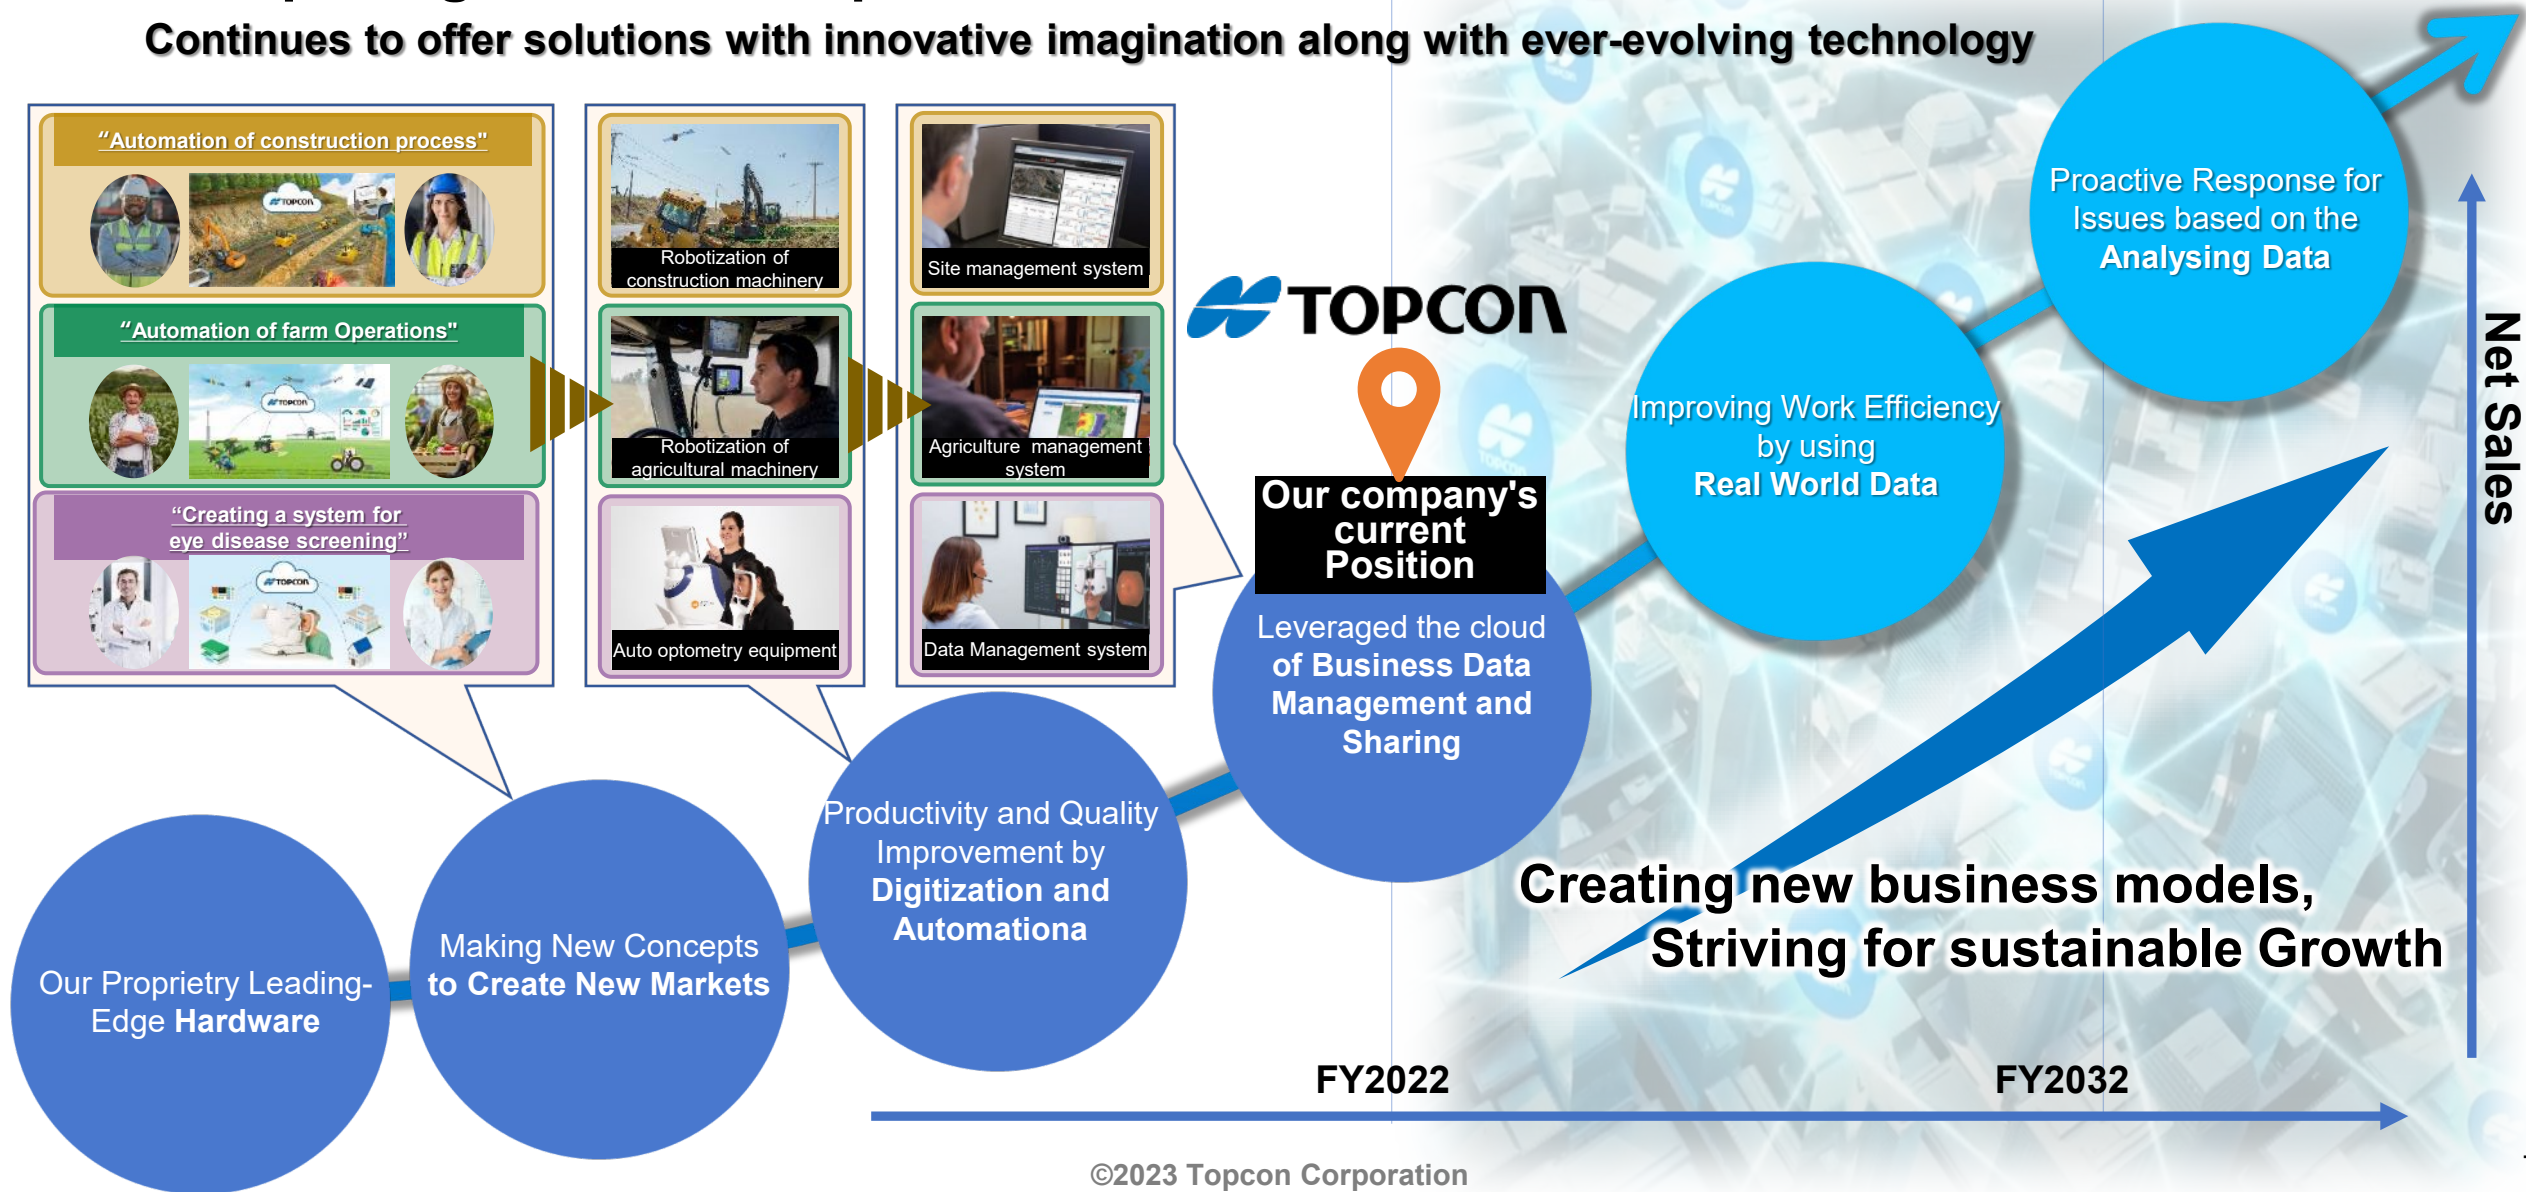 Continues to offer solutions with innovative imagination along with ever-evolving technology
“Automation of construction process"
TOPCON
“Automation of farm Operations"
TOPCON
“Creating a system for
eye disease screening”
TOPCON
Robotization of
construction machinery
Robotization of
agricultural machinery
Auto optometry equipment
Site management system
Agriculture management
system
Data Management system
TOPCON
Our company's
current
Position
Our Proprietry Leading-
Edge Hardware
Making New Concepts
to Create New Markets
Productivity and Quality
Improvement by
Digitization and
Automationa
Leveraged the cloud
of Business Data
Management and
Sharing
Improving Work Efficiency
by using
Real World Data
Proactive Response for
Issues based on the
Analysing Data
Net Sales
Creating new business models,
Striving for sustainable Growth
FY2022
FY2032
©2023 Topcon Corporation